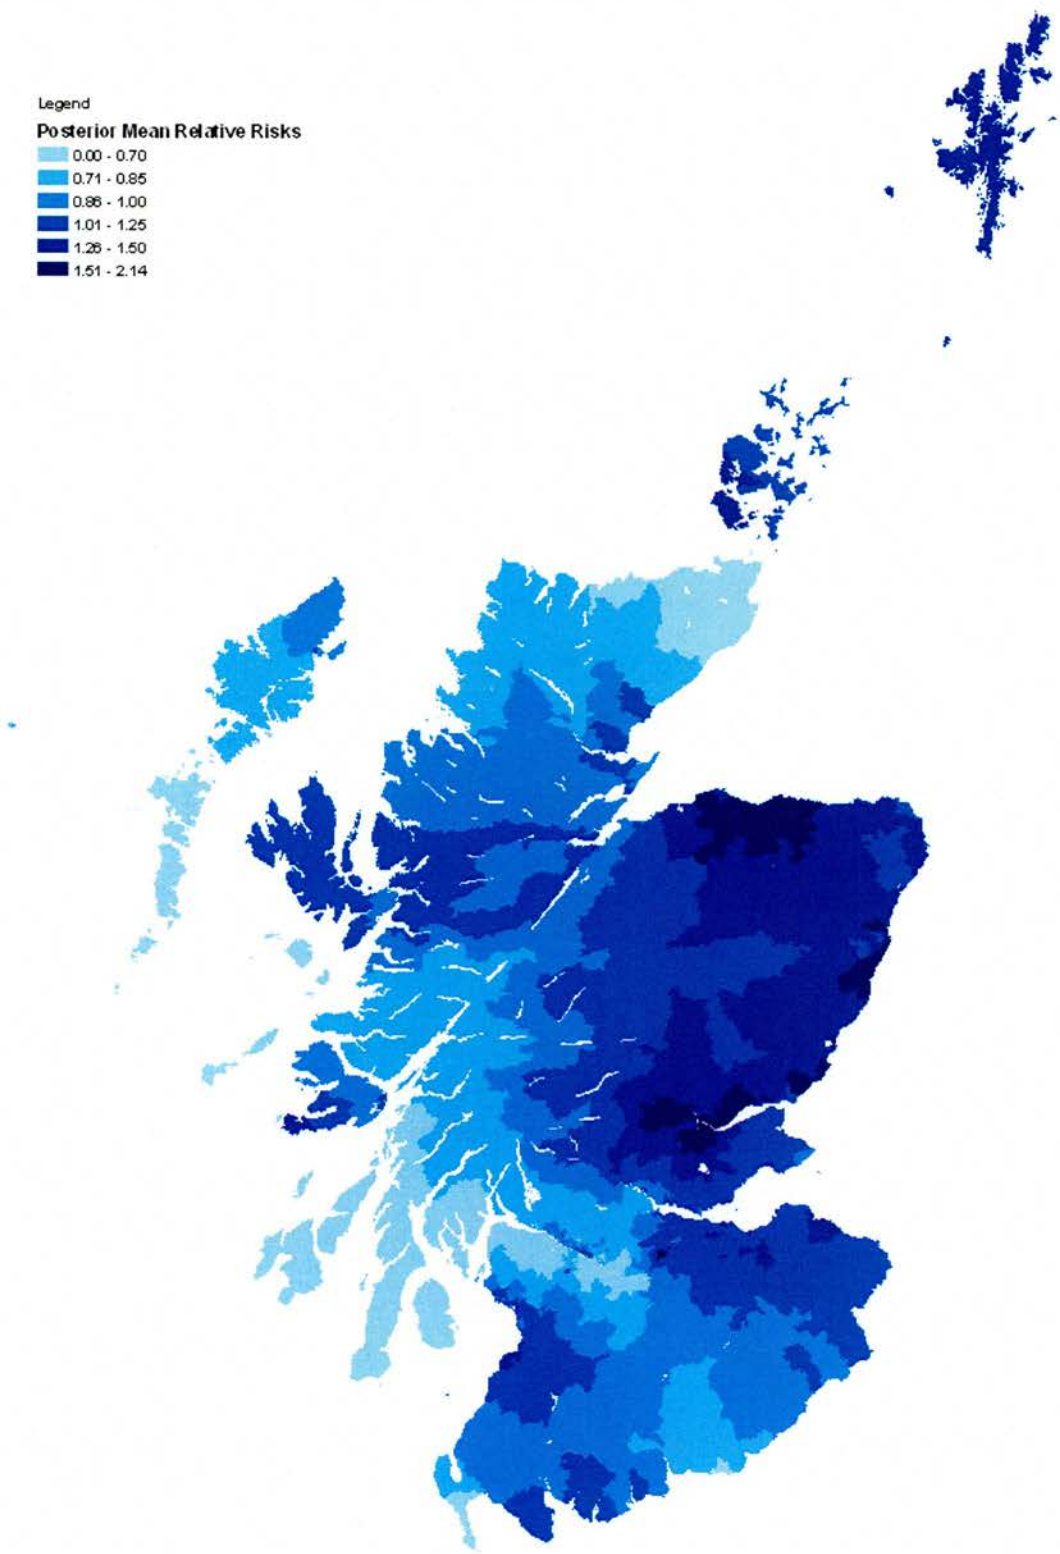 Legend
Posterior Mean Relative Risks
0.00 - 0.70
0.71 - 0.85
0.86 - 1.00
1.01 - 1.25
1.26 - 1.50
1.51 - 2.14